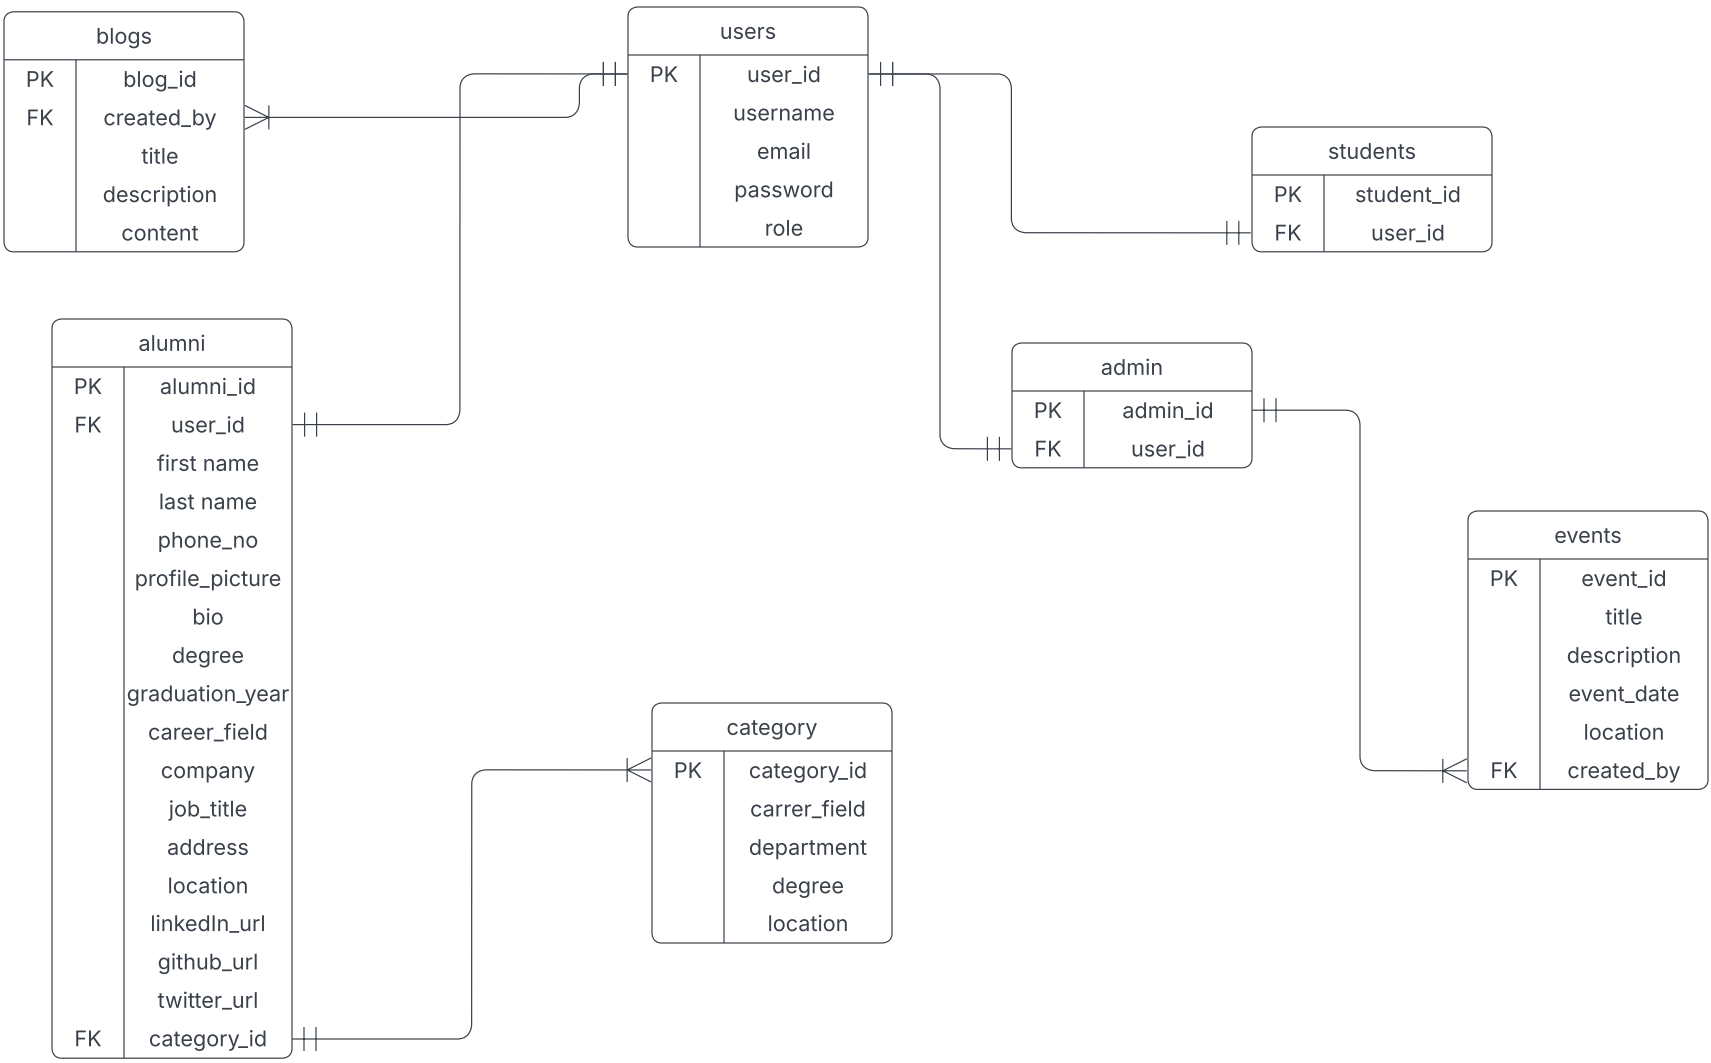 blogs
PK blog_id
FK created_by
title
description
content
users
PK user_id
username
email
password
role
students
PK student_id
FK user_id
alumni
PK alumni_id
FK user_id
first name
last name
phone_no
profile_picture
bio
degree
graduation_year
career_field
company
job_title
address
location
linkedIn_url
github_url
twitter_url
FK category_id
admin
PK admin_id
FK user_id
category
PK category_id
carrer_field
department
degree
location
events
PK event_id
title
description
event_date
location
FK created_by